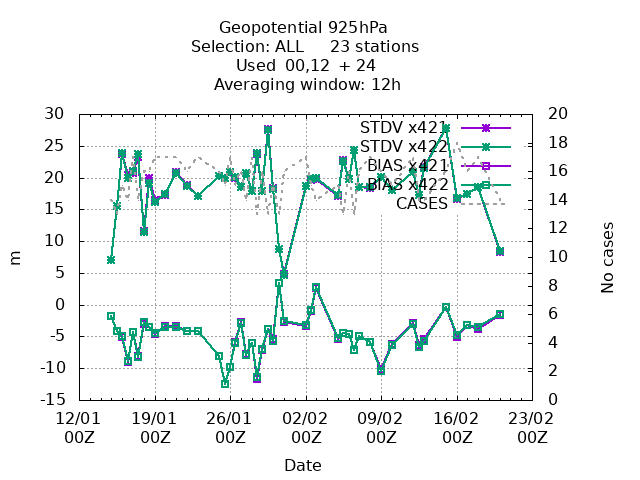 Geopotential 925hPa
Selection: ALL 23 stations
Used 00,12 + 24
Averaging window: 12h
30
25
20
15
10
5
0
-5
-10
-15
m
20
18
16
14
12
10
8
6
4
2
0
No cases
STDV x421
STDV x422
BIAS x421
BIAS x422
CASES
12/01 19/01 26/01 02/02 09/02 16/02 23/02
00Z 00Z 00Z 00Z 00Z 00Z 00Z
Date